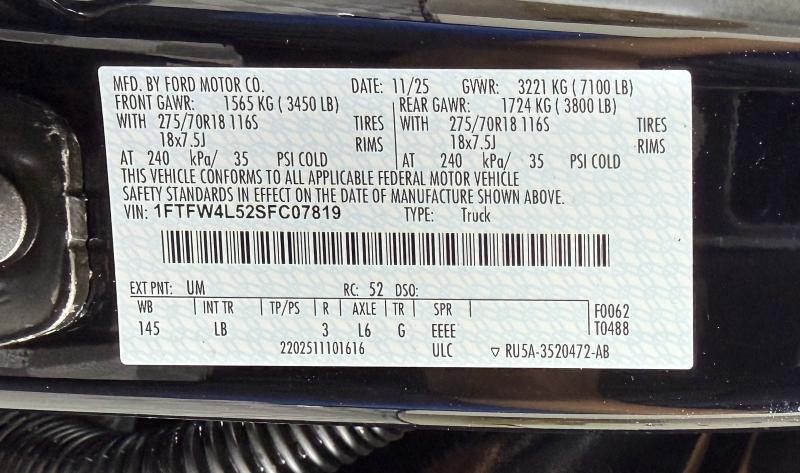 MFD. BY FORD MOTOR CO. DATE: 11/25 GVWR: 3221 KG ( 7100 LB)
FRONT GAWR: 1565 KG ( 3450 LB) REAR GAWR: 1724 KG ( 3800 LB)
WITH 275/70R18 116S TIRES WITH 275/70R18 116S TIRES
18x7.5J RIMS 18x7.5J RIMS
AT 240 kPa/ 35 PSI COLD AT 240 kPa/ 35 PSI COLD
THIS VEHICLE CONFORMS TO ALL APPLICABLE FEDERAL MOTOR VEHICLE
SAFETY STANDARDS IN EFFECT ON THE DATE OF MANUFACTURE SHOWN ABOVE.
VIN: 1FTFW4L52SFC07819 TYPE: Truck
EXT PNT: UM RC: 52 DSO:
WB INT TR TP/PS R AXLE TR SPR F0062
145 LB 3 L6 G EEEE T0488
2202511101616 ULC ▽ RU5A-3520472-AB